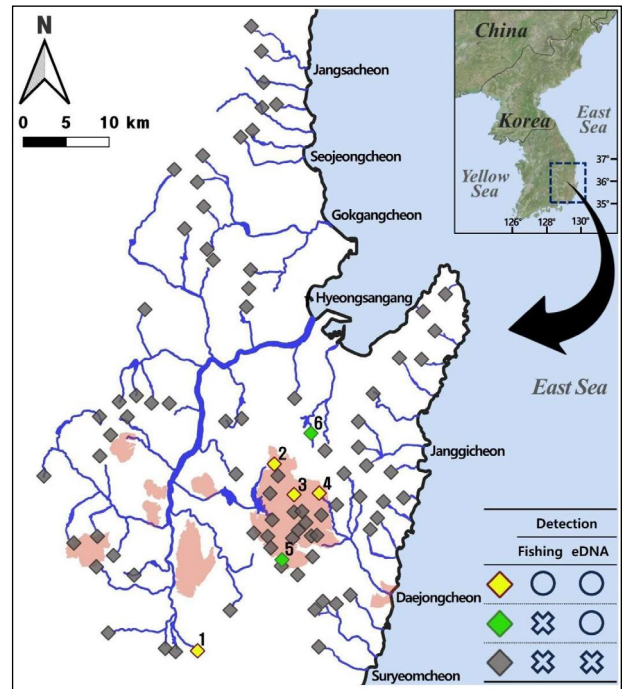 N
0 5 10 km
Jangsacheon
Seojeongcheon
Gokgangcheon
Hyeongsangang
Janggicheon
Daejongcheon
Suryeomcheon
East Sea
1
2
3
4
5
6
China
Korea
East
Sea
Yellow
Sea
37°
36°
35°
126° 128° 130°
Detection
Fishing eDNA